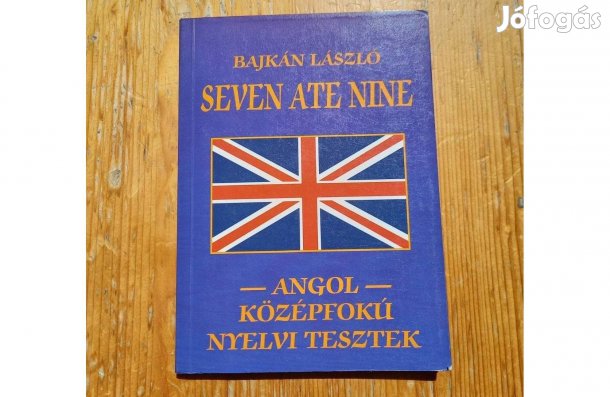 Jófogás
BAJKÁN LÁSZLÓ
SEVEN ATE NINE
— ANGOL —
KÖZÉPFOKÚ
NYELVI TESZTEK